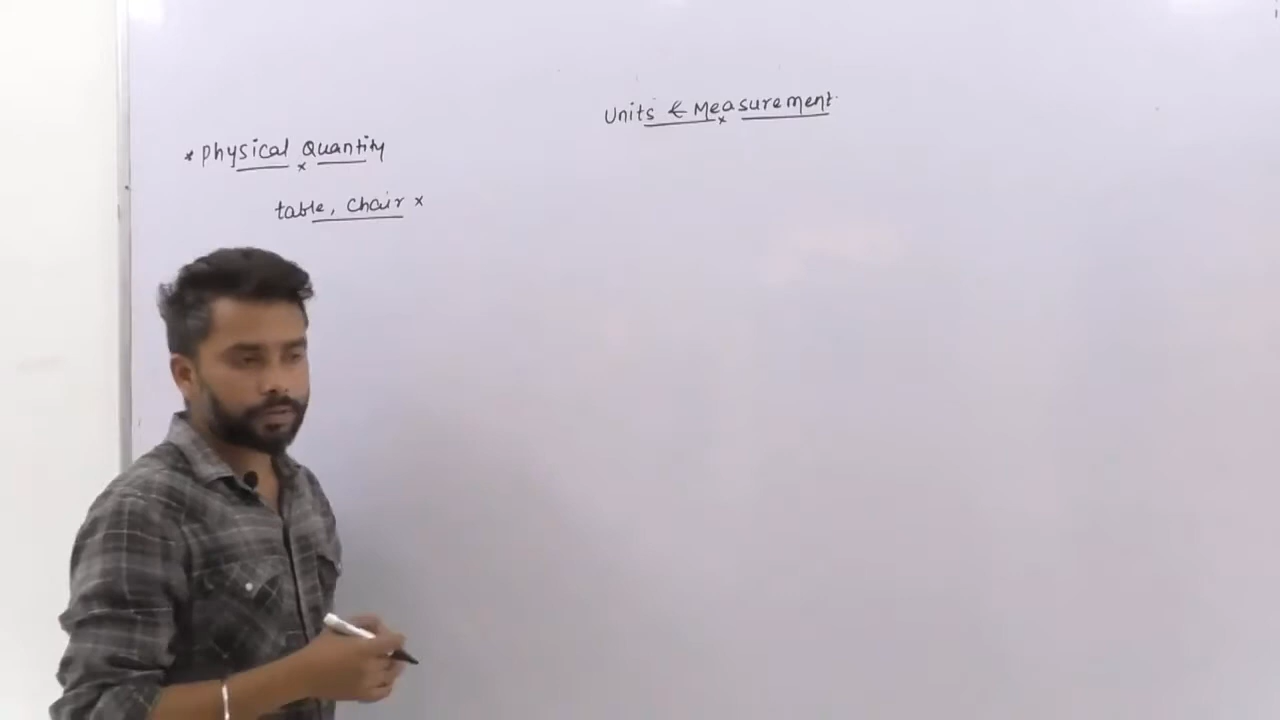 Units & Measurement
* Physical Quantity
table, Chair ×